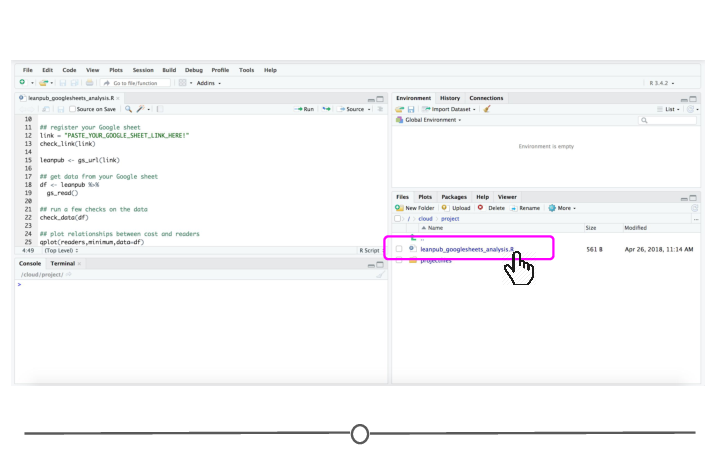 File Edit Code View Plots Session Build Debug Profile Tools Help
Go to file/function Addins R 3.4.2
leanpub_googlesheets_analysis.R ×
Source on Save Run Source
10
11 ## register your Google sheet
12 link = "PASTE_YOUR_GOOGLE_SHEET_LINK_HERE!"
13 check_link(link)
14
15 leanpub <- gs_url(link)
16
17 ## get data from your Google sheet
18 df <- leanpub %>%
19 gs_read()
20
21 ## run a few checks on the data
22 check_data(df)
23
24 ## plot relationships between cost and readers
25 qplot(readers,minimum,data=df)
4:49 (Top Level) R Script
Console Terminal ×
/cloud/project/
>
Environment History Connections
Import Dataset List
Global Environment
Environment is empty
Files Plots Packages Help Viewer
New Folder Upload Delete Rename More
/ cloud project ...
Name Size Modified
..
leanpub_googlesheets_analysis.R 561 B Apr 26, 2018, 11:14 AM